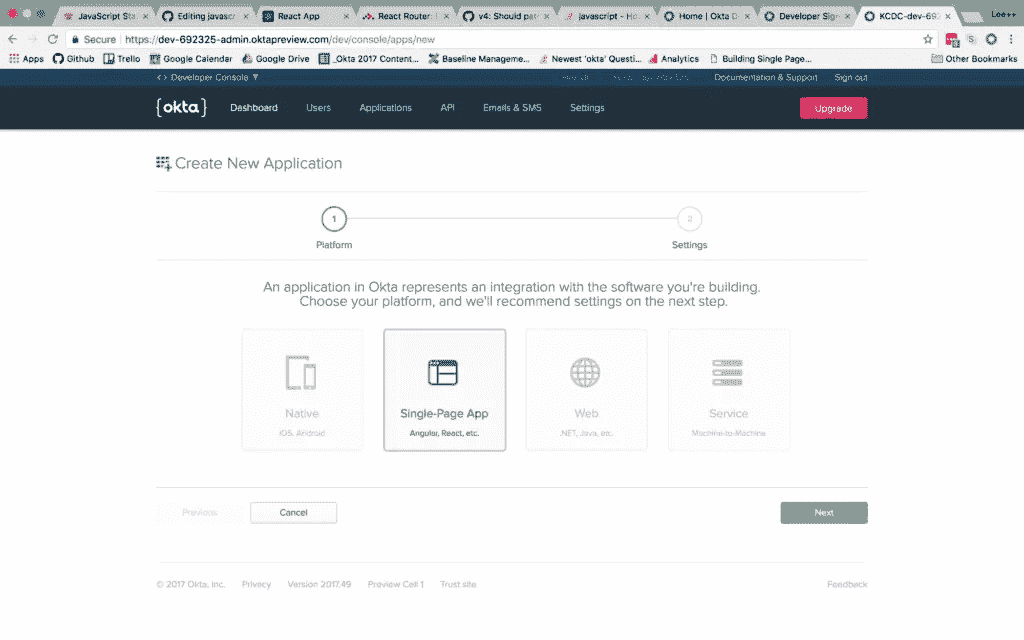 JavaScript Sta
Editing javascr
React App
React Router:
v4: Should pat
javascript - Ho
Home | Okta D
Developer Sig
KCDC-dev-692
Lee++
Secure
https://dev-692325-admin.oktapreview.com/dev/console/apps/new
Apps
Github
Trello
Google Calendar
Google Drive
_Okta 2017 Content...
Baseline Manageme...
Newest 'okta' Questi...
Analytics
Building Single Page...
Other Bookmarks
<> Developer Console ▼
Documentation & Support
Sign out
{okta}
Dashboard
Users
Applications
API
Emails & SMS
Settings
Upgrade
Create New Application
1
2
Platform
Settings
An application in Okta represents an integration with the software you're building.
Choose your platform, and we'll recommend settings on the next step.
Native
iOS, Android
Single-Page App
Angular, React, etc.
Web
.NET, Java, etc.
Service
Machine-to-Machine
Previous
Cancel
Next
© 2017 Okta, Inc.
Privacy
Version 2017.49
Preview Cell 1
Trust site
Feedback